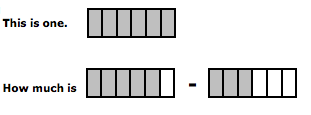 This is one.
How much is -